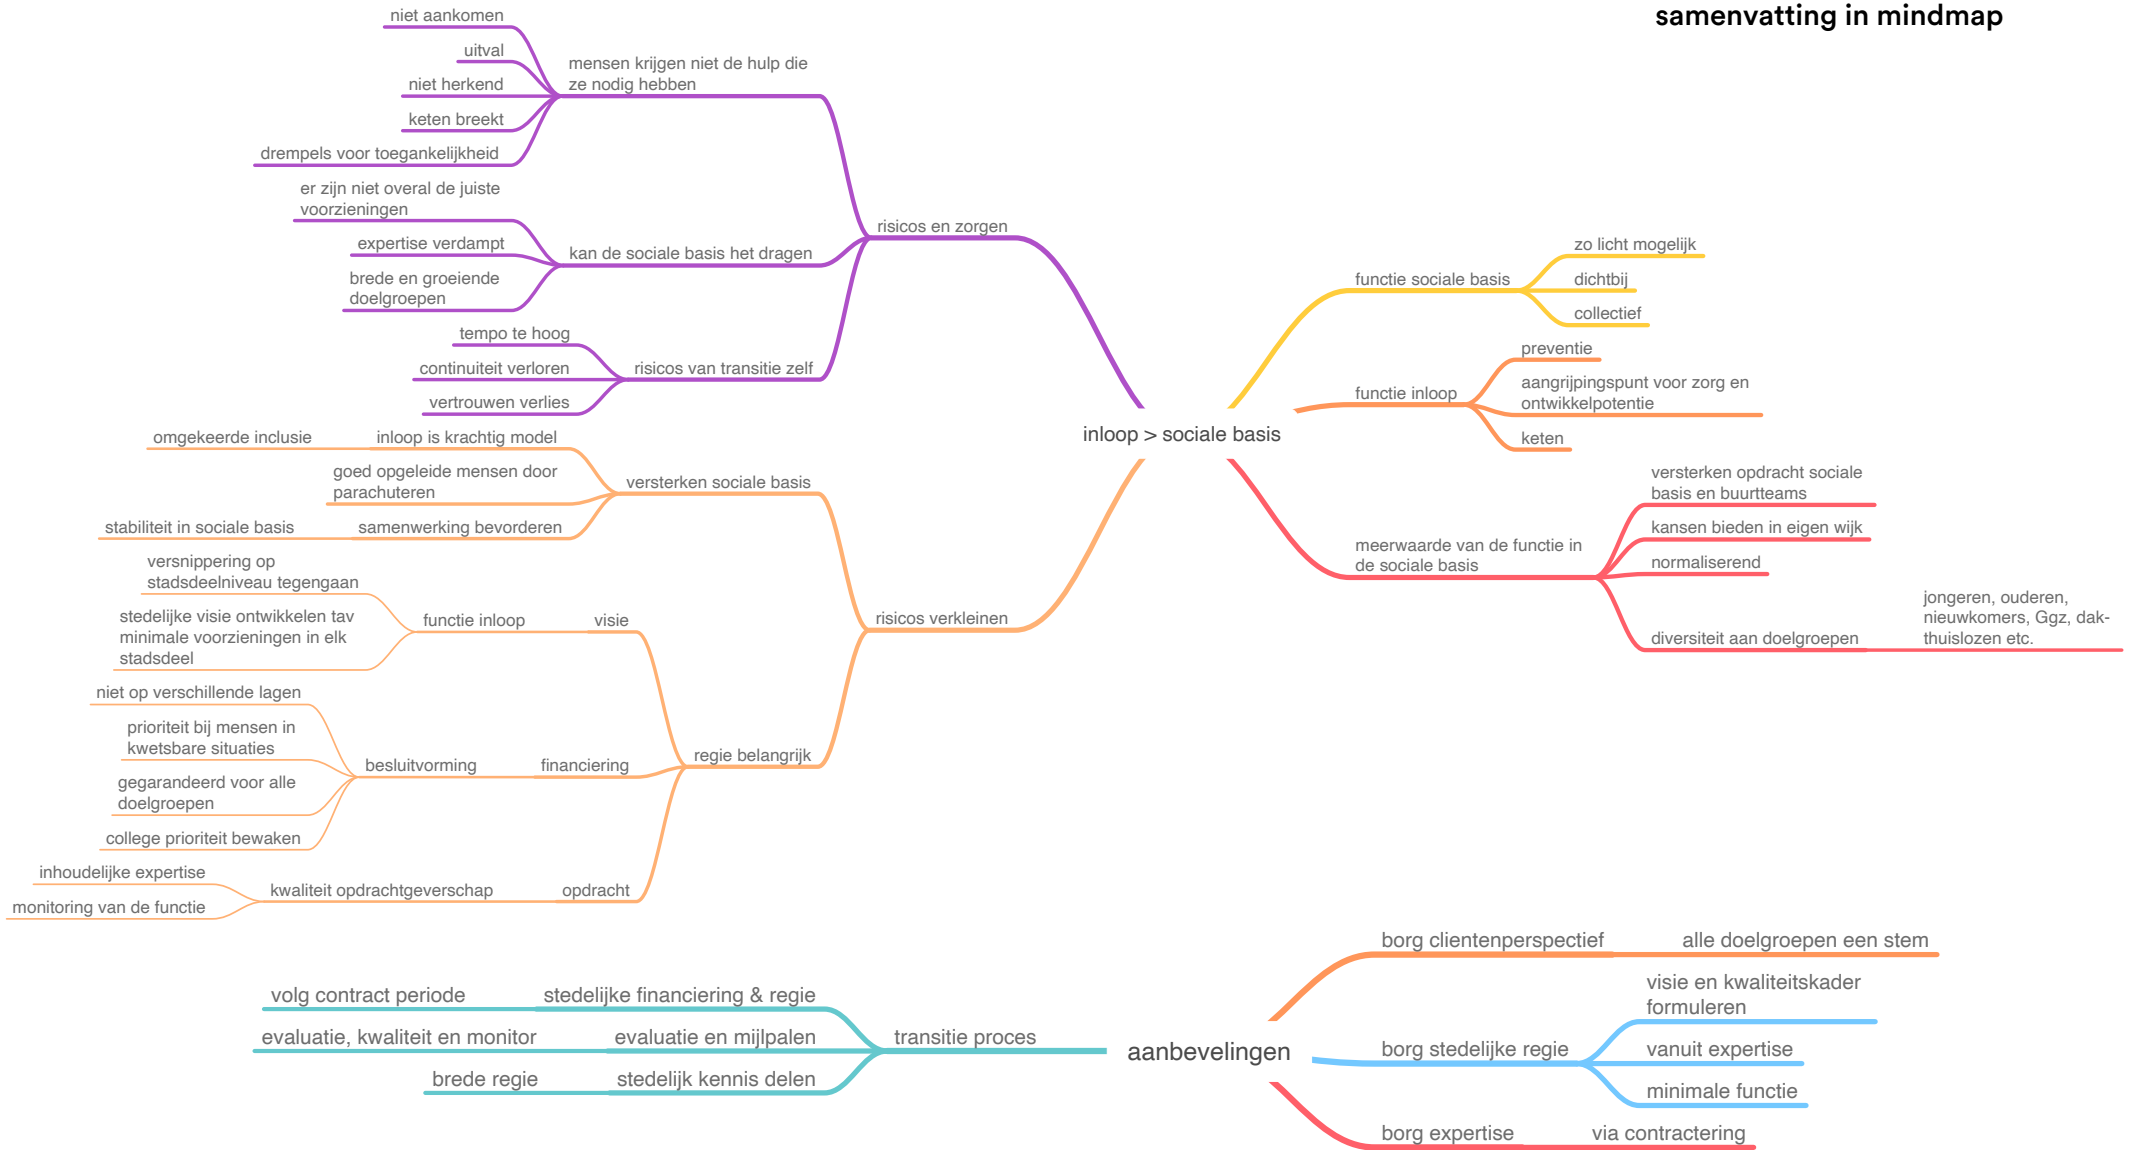 samenvatting in mindmap
niet aankomen
uitval
niet herkend
keten breekt
drempels voor toegankelijkheid
mensen krijgen niet de hulp die
ze nodig hebben
er zijn niet overal de juiste
voorzieningen
expertise verdampt
brede en groeiende
doelgroepen
kan de sociale basis het dragen
tempo te hoog
continuiteit verloren
vertrouwen verlies
risicos van transitie zelf
risicos en zorgen
omgekeerde inclusie
inloop is krachtig model
goed opgeleide mensen door
parachuteren
stabiliteit in sociale basis
samenwerking bevorderen
versterken sociale basis
versnippering op
stadsdeelniveau tegengaan
stedelijke visie ontwikkelen tav
minimale voorzieningen in elk
stadsdeel
functie inloop
visie
niet op verschillende lagen
prioriteit bij mensen in
kwetsbare situaties
gegarandeerd voor alle
doelgroepen
college prioriteit bewaken
besluitvorming
financiering
inhoudelijke expertise
monitoring van de functie
kwaliteit opdrachtgeverschap
opdracht
regie belangrijk
risicos verkleinen
inloop > sociale basis
functie sociale basis
zo licht mogelijk
dichtbij
collectief
functie inloop
preventie
aangrijpingspunt voor zorg en
ontwikkelpotentie
keten
meerwaarde van de functie in
de sociale basis
versterken opdracht sociale
basis en buurtteams
kansen bieden in eigen wijk
normaliserend
diversiteit aan doelgroepen
jongeren, ouderen,
nieuwkomers, Ggz, dak-
thuislozen etc.
volg contract periode
stedelijke financiering & regie
evaluatie, kwaliteit en monitor
evaluatie en mijlpalen
brede regie
stedelijk kennis delen
transitie proces
aanbevelingen
borg clientenperspectief
alle doelgroepen een stem
borg stedelijke regie
visie en kwaliteitskader
formuleren
vanuit expertise
minimale functie
borg expertise
via contractering